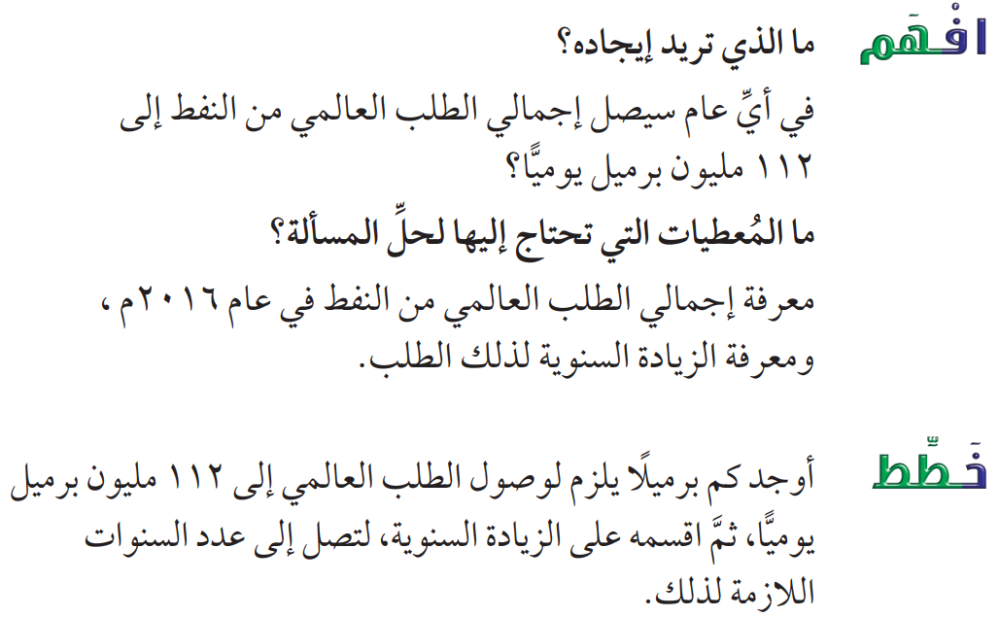 افْهَم
ما الذي تريد إيجاده؟
في أيِّ عام سيصل إجمالي الطلب العالمي من النفط إلى
١١٢ مليون برميل يوميًّا؟
ما المُعطيات التي تحتاج إليها لحلِّ المسألة؟
معرفة إجمالي الطلب العالمي من النفط في عام ٢٠١٦م ،
ومعرفة الزيادة السنوية لذلك الطلب.
خَطِّط
أوجد كم برميلًا يلزم لوصول الطلب العالمي إلى ١١٢ مليون برميل
يوميًّا، ثمَّ اقسمه على الزيادة السنوية، لتصل إلى عدد السنوات
اللازمة لذلك.